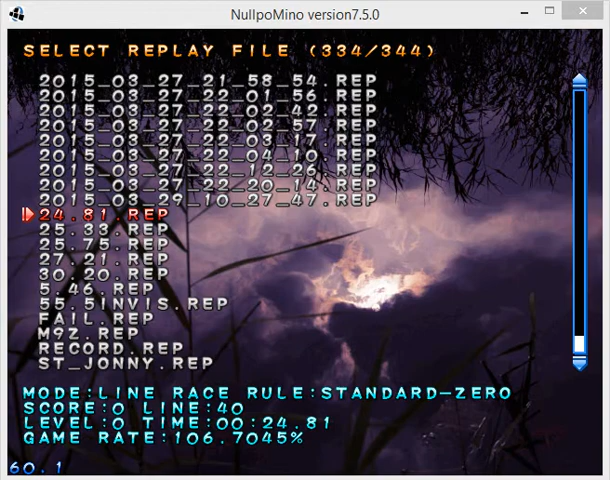 NullpoMino version7.5.0
SELECT REPLAY FILE (334/344)
2015_03_27_21_58_54.REP
2015_03_27_22_01_56.REP
2015_03_27_22_02_42.REP
2015_03_27_22_02_57.REP
2015_03_27_22_03_17.REP
2015_03_27_22_04_10.REP
2015_03_27_22_12_26.REP
2015_03_27_22_20_14.REP
2015_03_29_10_27_47.REP
24.81.REP
25.33.REP
25.75.REP
27.21.REP
30.20.REP
5.46.REP
55.5INVIS.REP
FAIL.REP
M9Z.REP
RECORD.REP
ST_JONNY.REP
MODE:LINE RACE RULE:STANDARD-ZERO
SCORE:0 LINE:40
LEVEL:0 TIME:00:24.81
GAME RATE:106.7045%
60.1